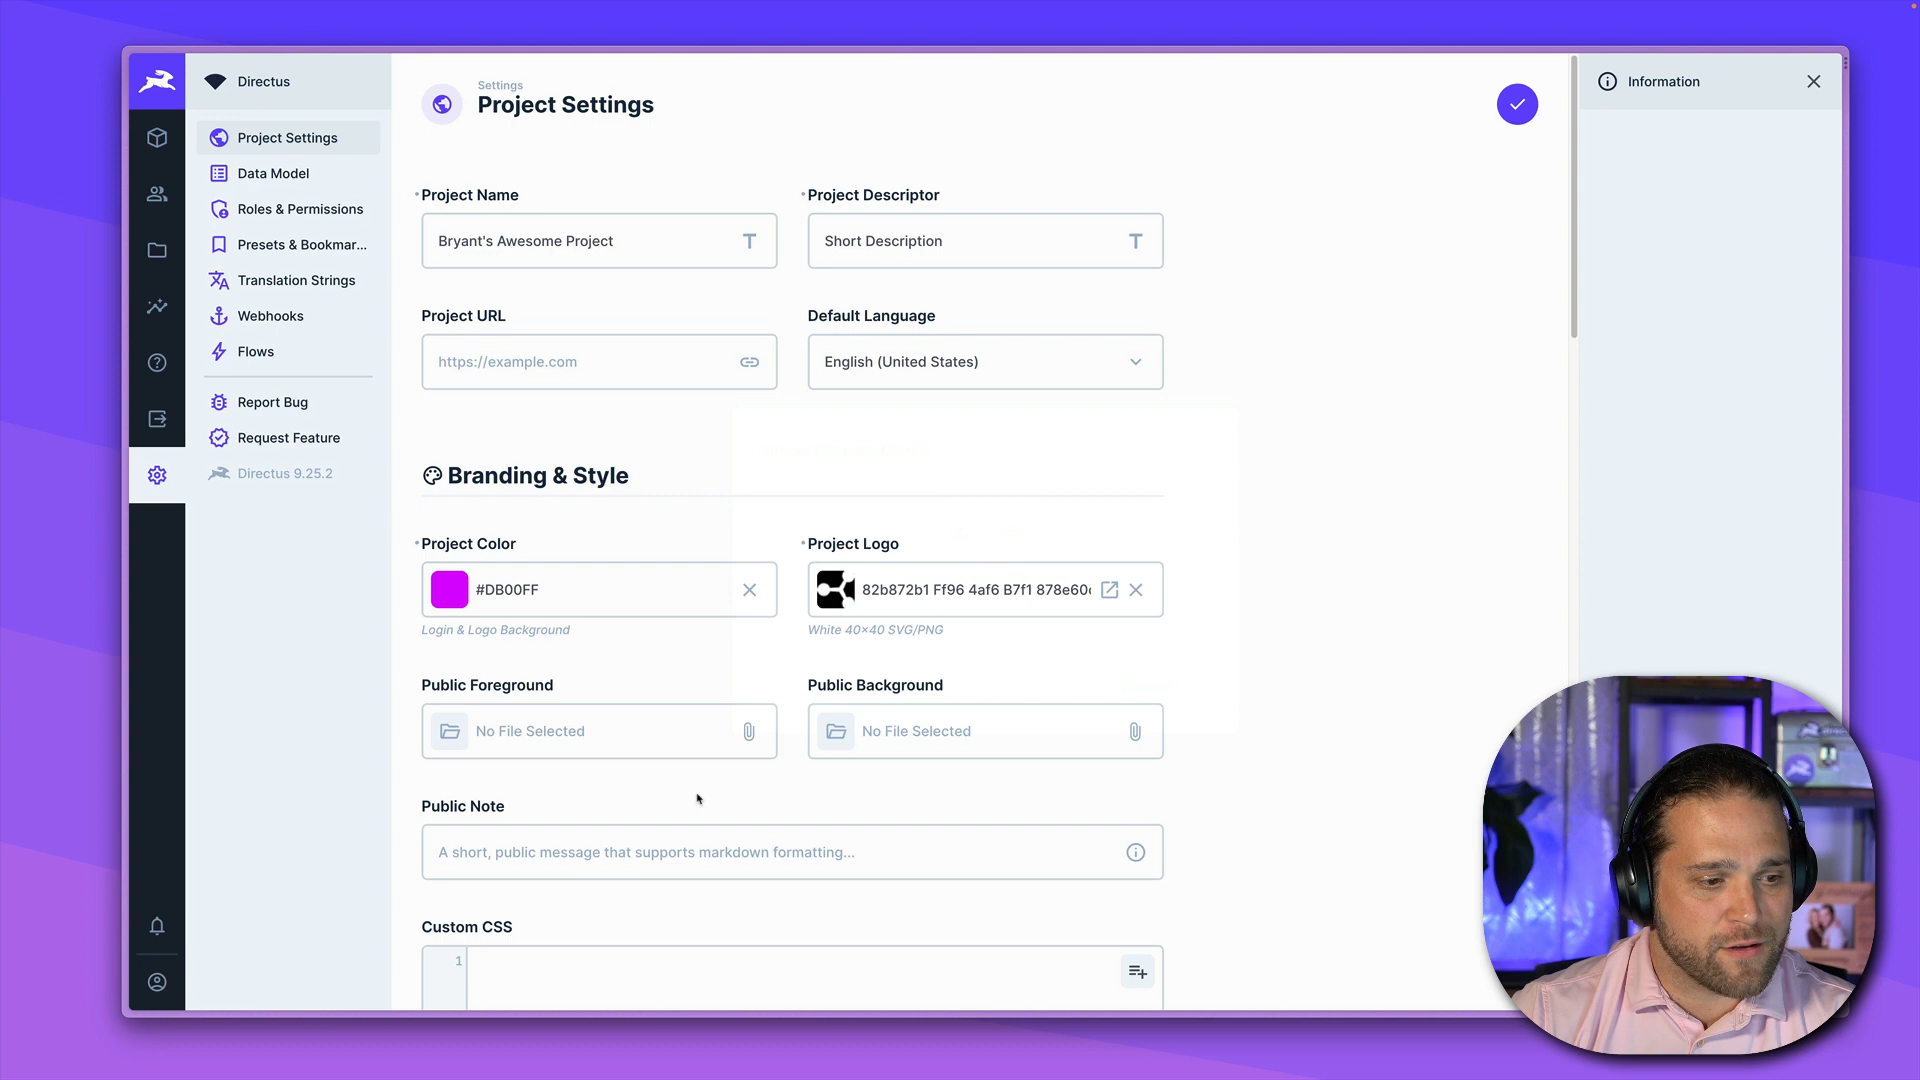 Directus
Project Settings
Data Model
Roles & Permissions
Presets & Bookmar...
Translation Strings
Webhooks
Flows
Report Bug
Request Feature
Directus 9.25.2
Settings
Project Settings
Project Name
Project Descriptor
Bryant's Awesome Project
Short Description
Project URL
Default Language
https://example.com
English (United States)
Branding & Style
Project Color
Project Logo
#DB00FF
82b872b1 Ff96 4af6 B7f1 878e60
Login & Logo Background
White 40×40 SVG/PNG
Public Foreground
Public Background
No File Selected
No File Selected
Public Note
A short, public message that supports markdown formatting...
Custom CSS
1
Information